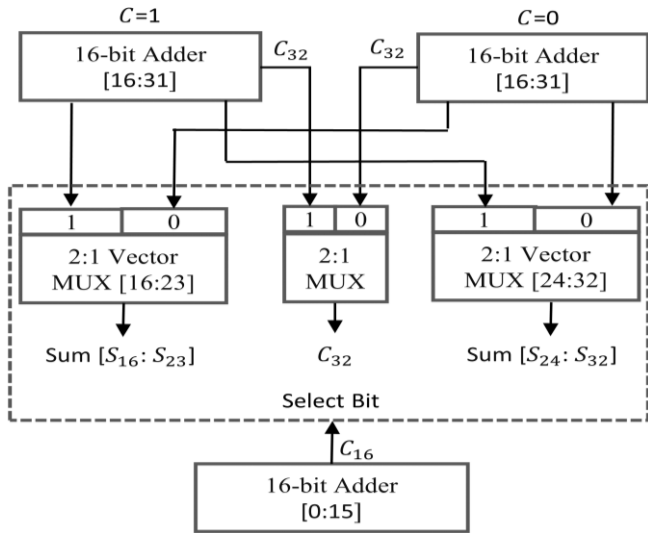 C=1
C=0
16-bit Adder
[16:31]
C32
C32
16-bit Adder
[16:31]
1
0
1
0
1
0
2:1 Vector
MUX [16:23]
2:1
MUX
2:1 Vector
MUX [24:32]
Sum [S16: S23]
C32
Sum [S24: S32]
Select Bit
C16
16-bit Adder
[0:15]